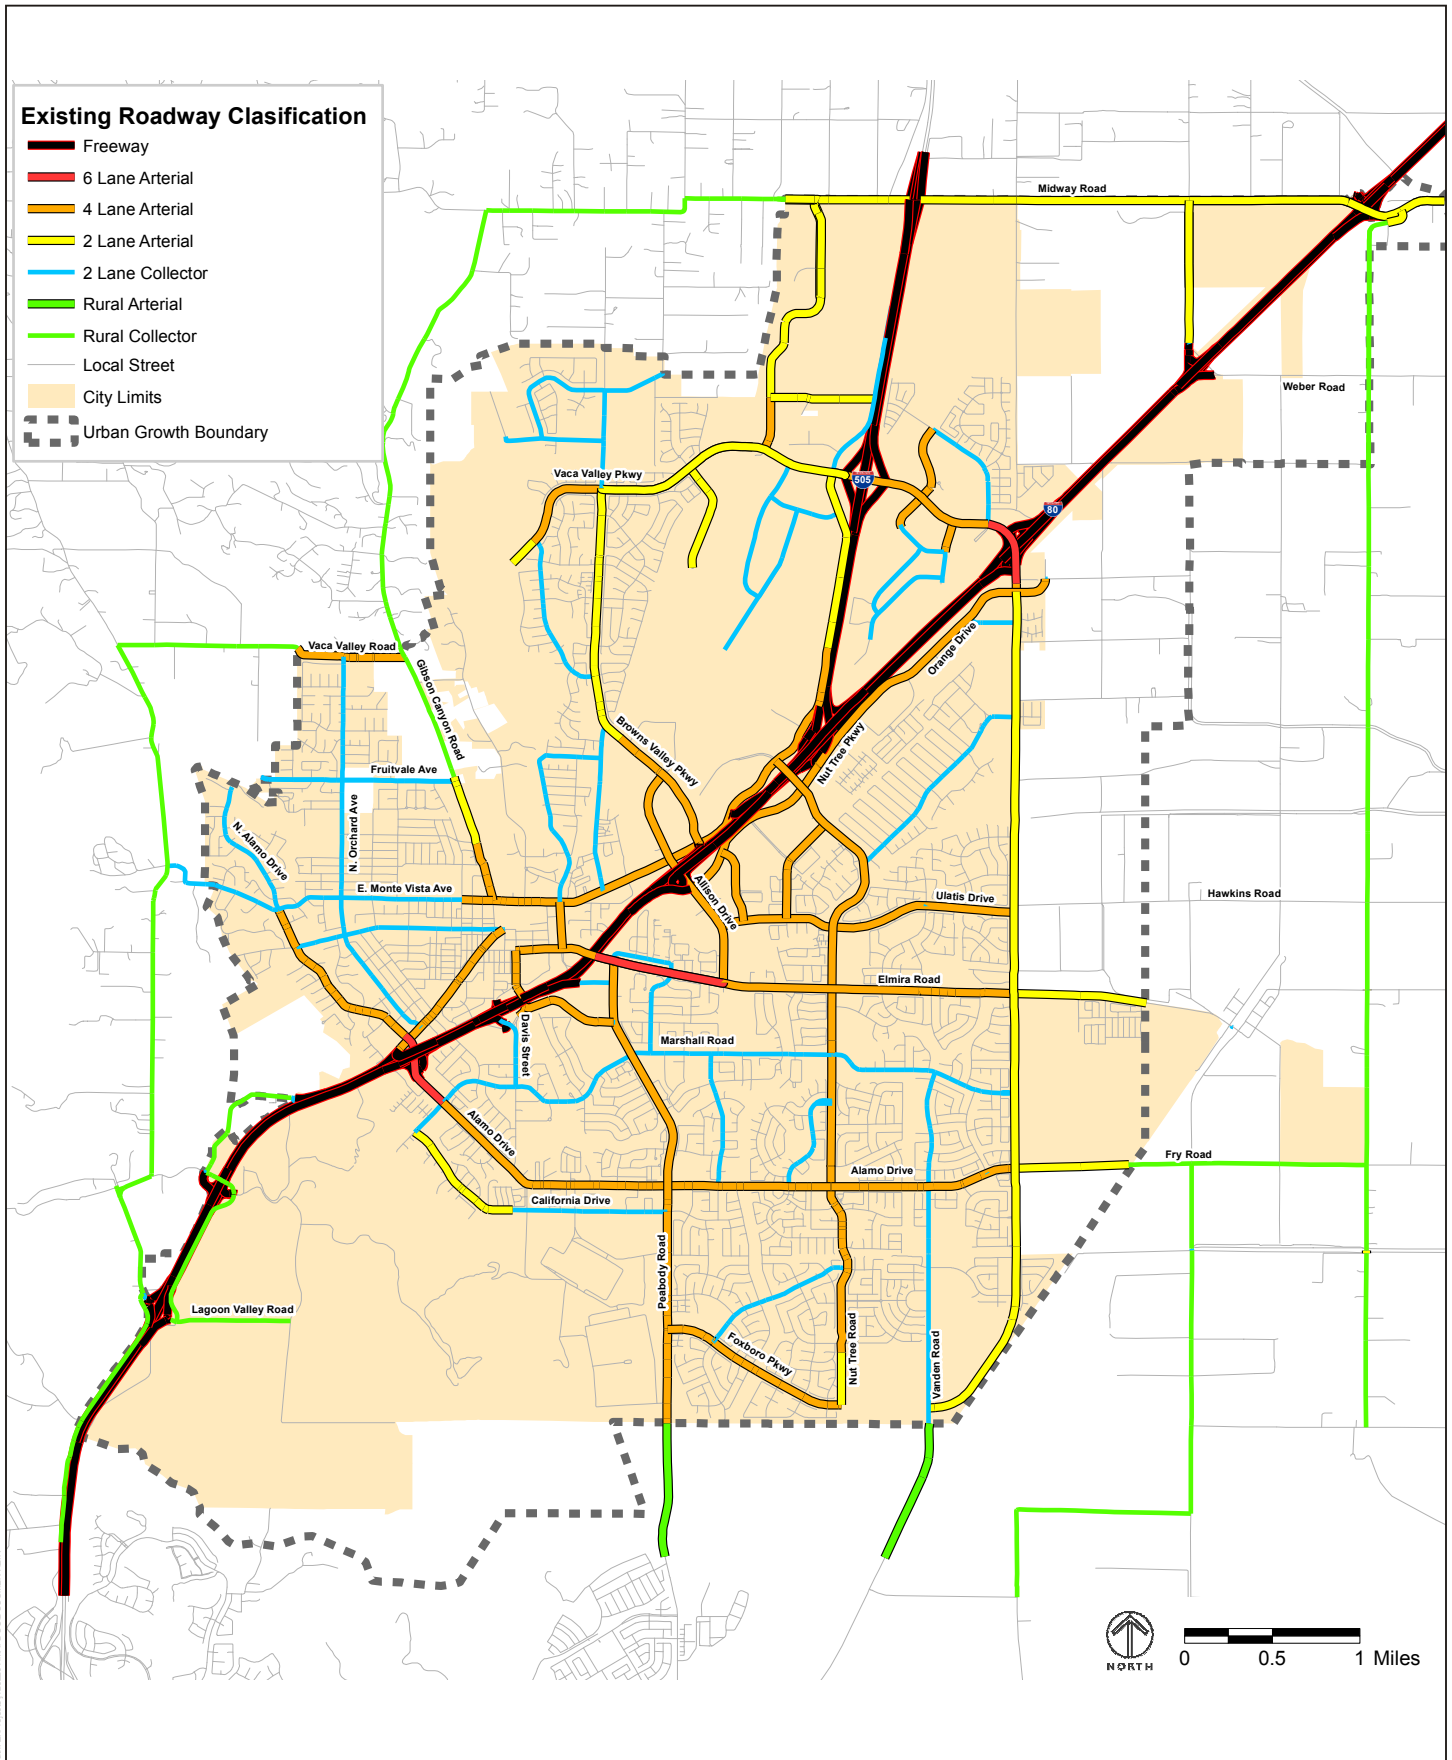 Existing Roadway Clasification
Freeway
6 Lane Arterial
4 Lane Arterial
2 Lane Arterial
2 Lane Collector
Rural Arterial
Rural Collector
Local Street
City Limits
Urban Growth Boundary
Midway Road
Weber Road
Vaca Valley Pkwy
505
80
Vaca Valley Road
Gibson Canyon Road
Orange Drive
Browns Valley Pkwy
Nut Tree Pkwy
Fruitvale Ave
N. Orchard Ave
N. Alamo Drive
E. Monte Vista Ave
Allison Drive
Ulatis Drive
Hawkins Road
Elmira Road
Davis Street
Marshall Road
Alamo Drive
Alamo Drive
Fry Road
California Drive
Peabody Road
Lagoon Valley Road
Foxboro Pkwy
Nut Tree Road
Vanden Road
NORTH
0 0.5 1 Miles